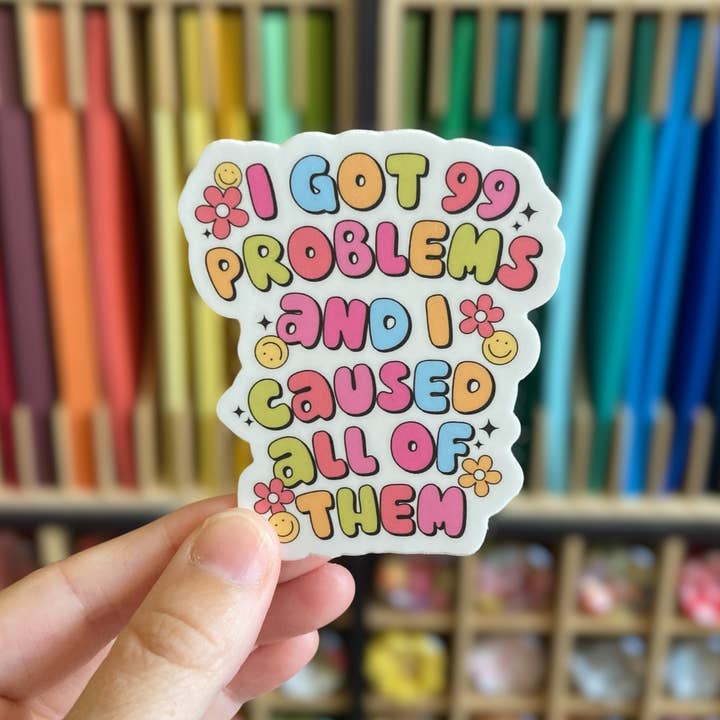 I GOT 99
PROBLEMS
AND I
CAUSED
ALL OF
THEM